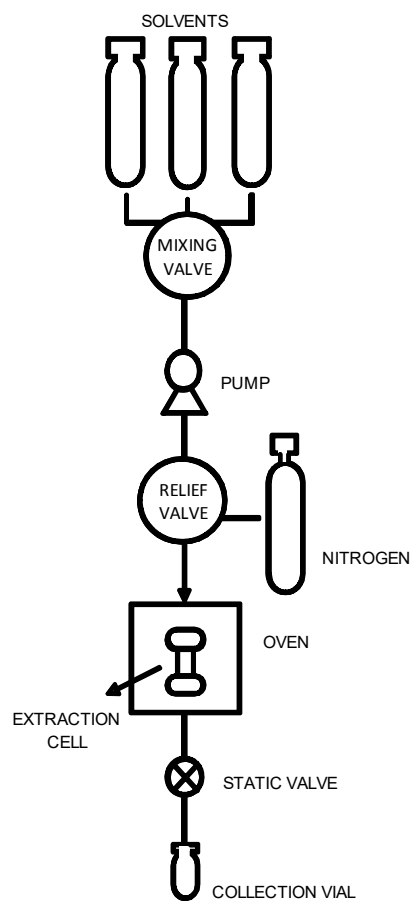 SOLVENTS
MIXING
VALVE
PUMP
RELIEF
VALVE
NITROGEN
OVEN
EXTRACTION
CELL
STATIC VALVE
COLLECTION VIAL